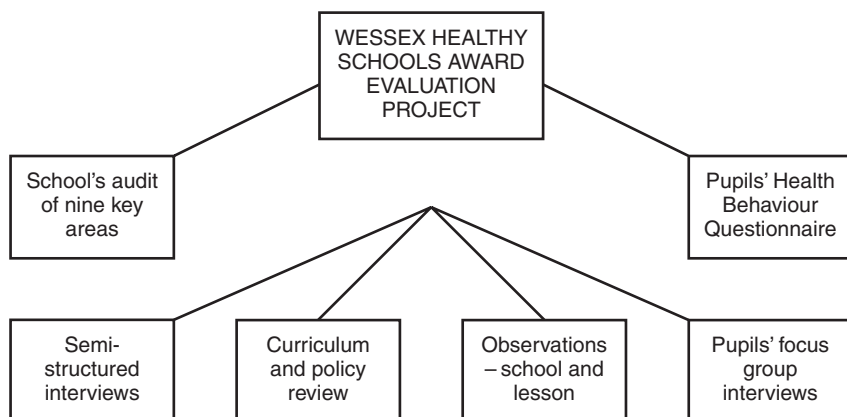 WESSEX HEALTHY
SCHOOLS AWARD
EVALUATION
PROJECT
School’s audit
of nine key
areas
Pupils’ Health
Behaviour
Questionnaire
Semi-
structured
interviews
Curriculum
and policy
review
Observations
– school and
lesson
Pupils’ focus
group
interviews